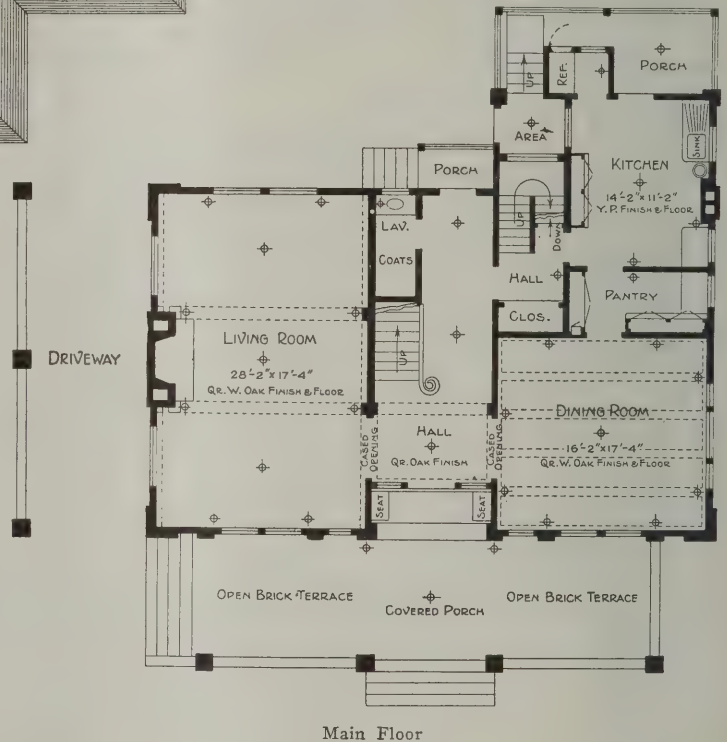 UP
REF.
PORCH
AREA
SINK
KITCHEN
14'-2"x11'-2"
Y. P. FINISH & FLOOR
PORCH
LAV.
COATS
UP
DOWN
HALL
CLOS.
PANTRY
DRIVEWAY
LIVING ROOM
28'-2"x17'-4"
QR. W. OAK FINISH & FLOOR
UP
HALL
QR. OAK FINISH
CASED
OPENING
CASED
OPENING
DINING ROOM
16'-2"x17'-4"
QR. W. OAK FINISH & FLOOR
SEAT
SEAT
OPEN BRICK TERRACE
COVERED PORCH
OPEN BRICK TERRACE
Main Floor